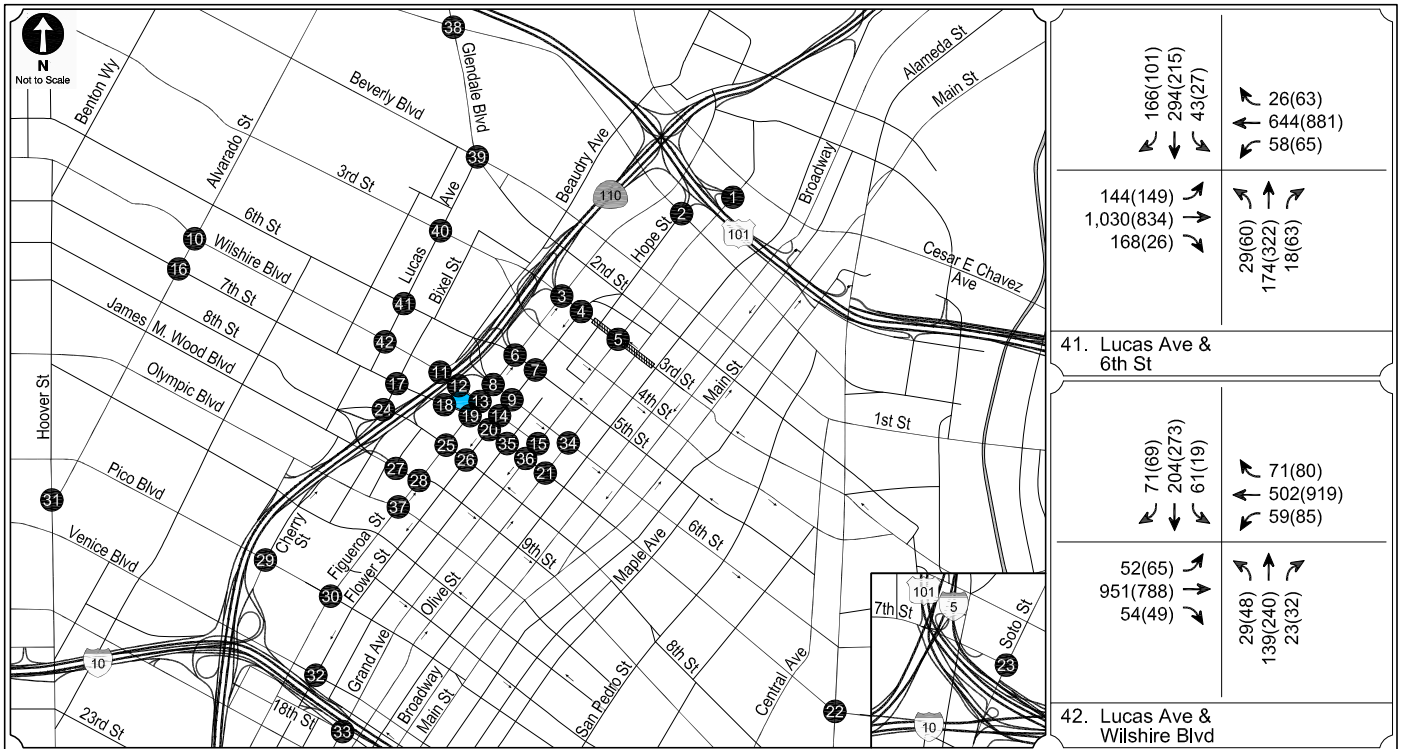 N
Not to Scale
38
Glendale Blvd
Benton Wy
Beverly Blvd
Alvarado St
3rd St
39
Beaudry Ave
110
Broadway
Alameda St
Main St
1
2
101
Hope St
Cesar E Chavez
Ave
6th St
10
Wilshire Blvd
40
Lucas Ave
Bixel St
2nd St
16
7th St
8th St
James M. Wood Blvd
Olympic Blvd
41
42
3
4
5
3rd St
Main St
6
7
4th St
5th St
1st St
11
12
8
17
18
13
9
24
19
14
20
25
35
15
34
26
36
21
27
28
37
Hoover St
31
Pico Blvd
Venice Blvd
Cherry
St
29
Figueroa St
Flower St
30
9th St
Olive St
Maple Ave
6th St
10
32
Grand Ave
Broadway
Main St
18th St
33
23rd St
San Pedro St
8th St
Central Ave
22
7th St
101
5
Soto St
23
10
166(101)
294(215)
43(27)
26(63)
644(881)
58(65)
144(149)
1,030(834)
168(26)
29(60)
174(322)
18(63)
41. Lucas Ave &
6th St
71(69)
204(273)
61(19)
71(80)
502(919)
59(85)
52(65)
951(788)
54(49)
29(48)
139(240)
23(32)
42. Lucas Ave &
Wilshire Blvd